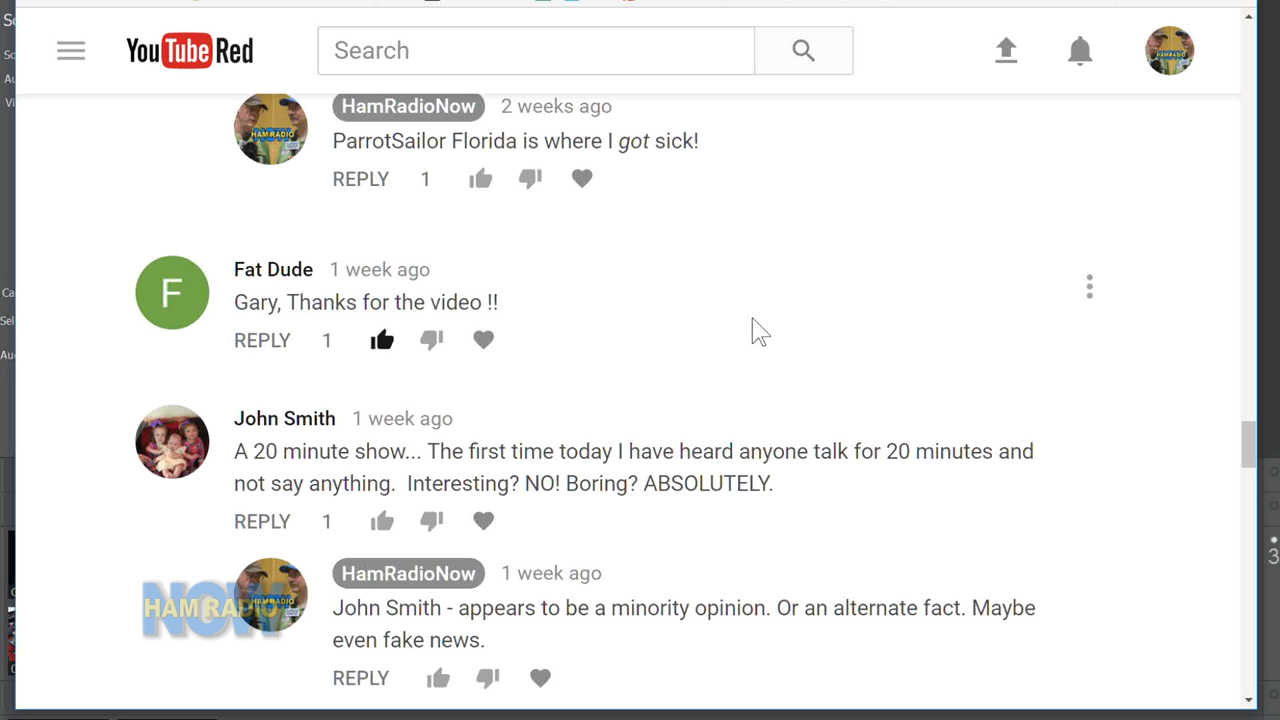 YouTube Red
Search
HamRadioNow 2 weeks ago
ParrotSailor Florida is where I got sick!
REPLY 1
F
Fat Dude 1 week ago
Gary, Thanks for the video !!
REPLY 1
John Smith 1 week ago
A 20 minute show... The first time today I have heard anyone talk for 20 minutes and
not say anything.  Interesting? NO! Boring? ABSOLUTELY.
REPLY 1
HamRadioNow 1 week ago
John Smith - appears to be a minority opinion. Or an alternate fact. Maybe
even fake news.
REPLY
HAM RADIO
NOW